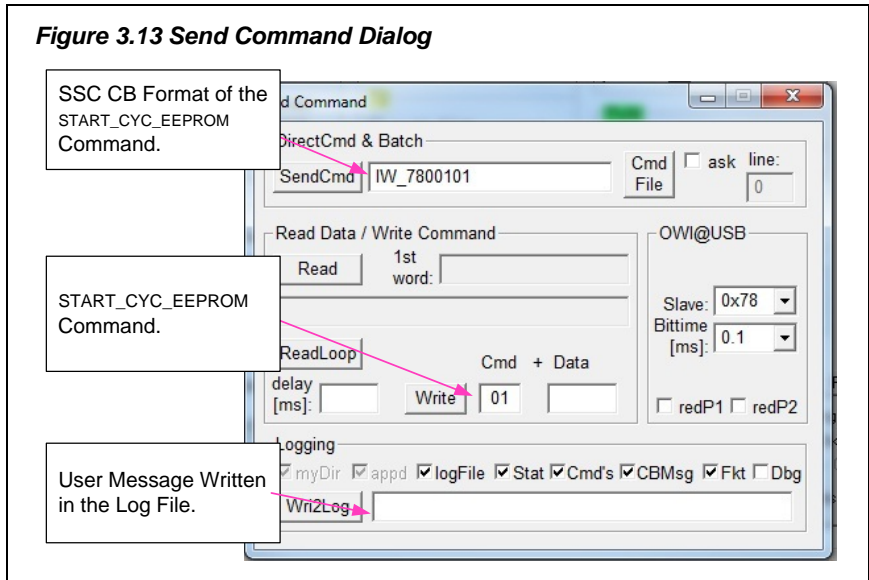 Figure 3.13 Send Command Dialog
SSC CB Format of the
START_CYC_EEPROM
Command.
d Command
DirectCmd & Batch
SendCmd IW_7800101 Cmd File ask line: 0
Read Data / Write Command
OWI@USB
Read 1st word:
Slave: 0x78
START_CYC_EEPROM
Command.
Bittime [ms]: 0.1
ReadLoop
Cmd + Data
delay [ms]: Write 01
redP1 redP2
Logging
myDir appd logFile Stat Cmd's CBMsg Fkt Dbg
User Message Written
in the Log File.
Wri2Log